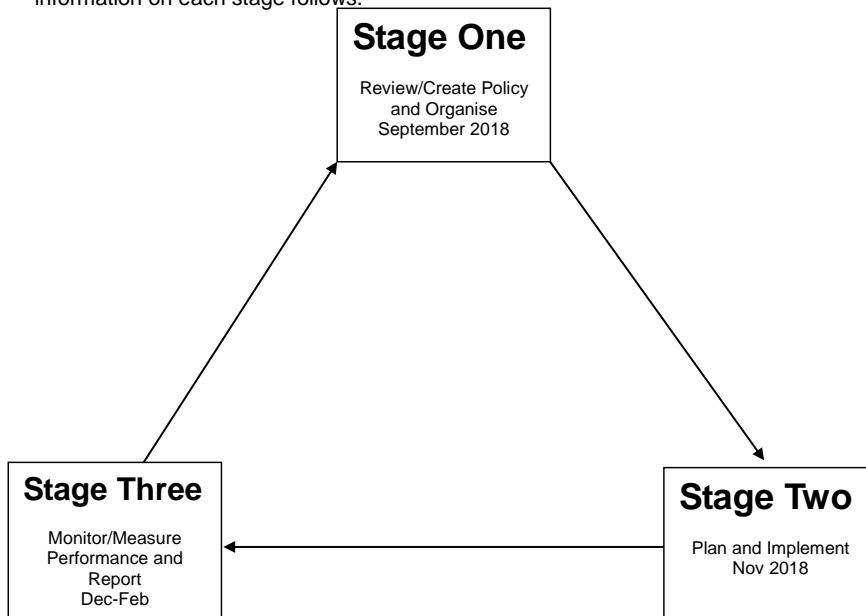 information on each stage follows.
Stage One
Review/Create Policy
and Organise
September 2018
Stage Two
Plan and Implement
Nov 2018
Stage Three
Monitor/Measure
Performance and
Report
Dec-Feb